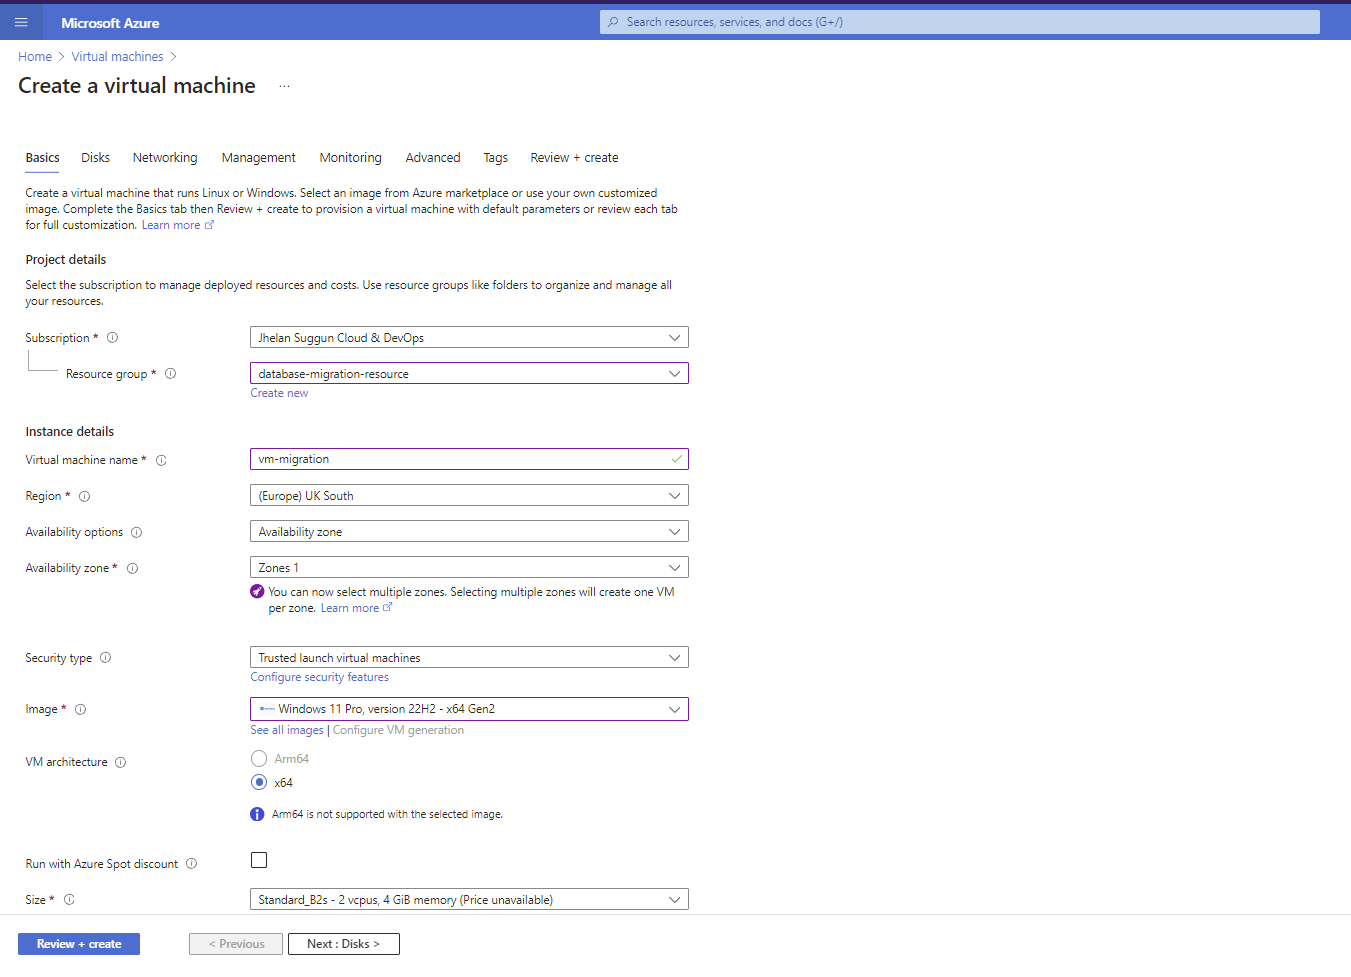 Microsoft Azure
Search resources, services, and docs (G+/)
Home > Virtual machines >
Create a virtual machine ...
Basics Disks Networking Management Monitoring Advanced Tags Review + create
Create a virtual machine that runs Linux or Windows. Select an image from Azure marketplace or use your own customized
image. Complete the Basics tab then Review + create to provision a virtual machine with default parameters or review each tab
for full customization. Learn more
Project details
Select the subscription to manage deployed resources and costs. Use resource groups like folders to organize and manage all
your resources.
Subscription * Jhelan Suggun Cloud & DevOps
Resource group * database-migration-resource
Create new
Instance details
Virtual machine name * vm-migration
Region * (Europe) UK South
Availability options Availability zone
Availability zone * Zones 1
You can now select multiple zones. Selecting multiple zones will create one VM
per zone. Learn more
Security type Trusted launch virtual machines
Configure security features
Image * Windows 11 Pro, version 22H2 - x64 Gen2
See all images | Configure VM generation
VM architecture Arm64
x64
Arm64 is not supported with the selected image.
Run with Azure Spot discount
Size * Standard_B2s - 2 vcpus, 4 GiB memory (Price unavailable)
Review + create < Previous Next : Disks >